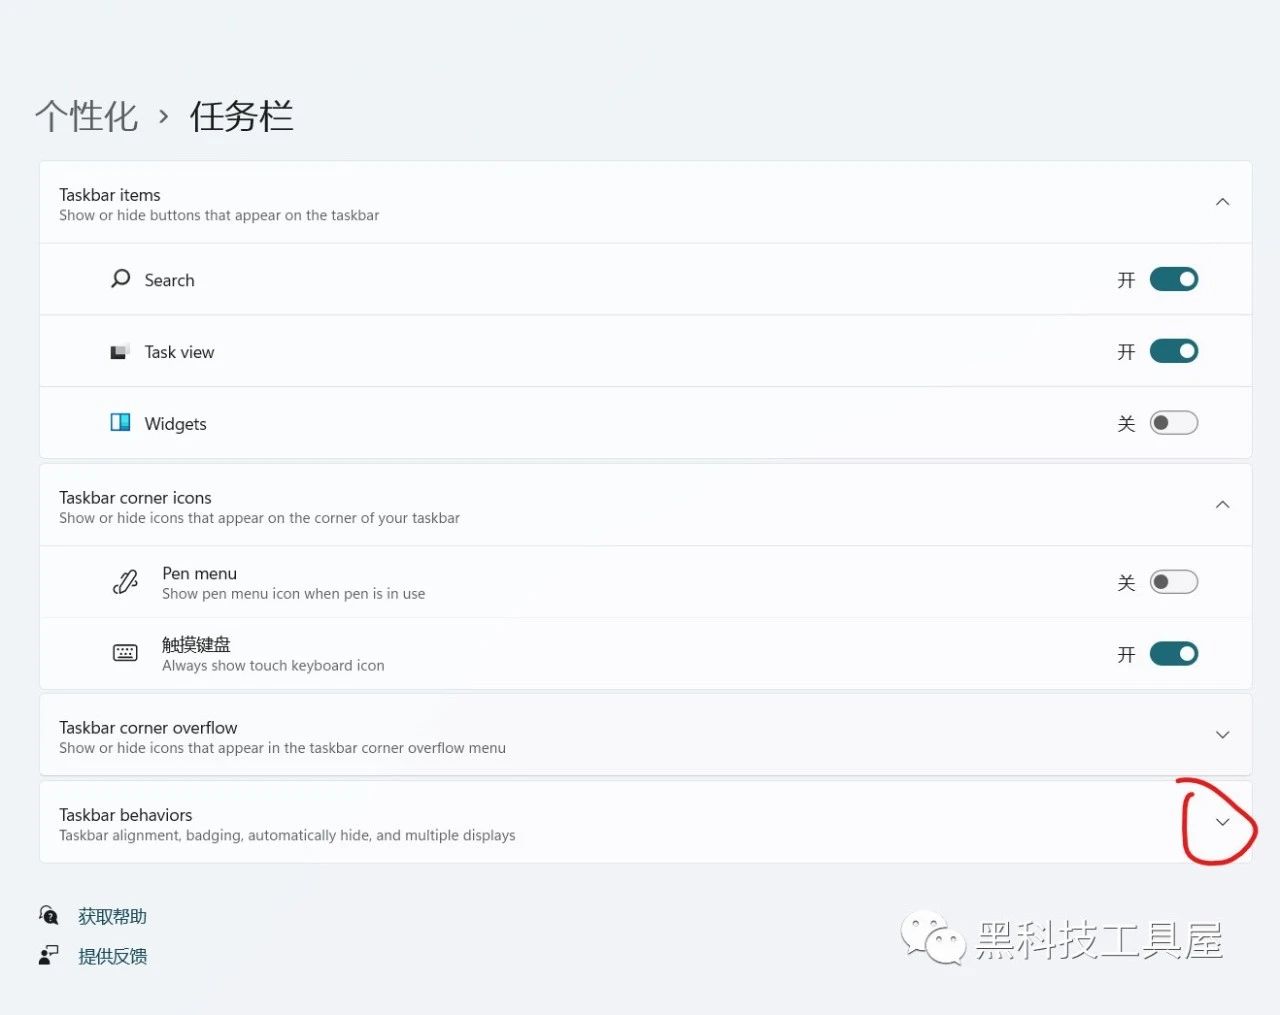 个性化 › 任务栏
Taskbar items
Show or hide buttons that appear on the taskbar
Search 开
Task view 开
Widgets 关
Taskbar corner icons
Show or hide icons that appear on the corner of your taskbar
Pen menu
Show pen menu icon when pen is in use
关
触摸键盘
Always show touch keyboard icon
开
Taskbar corner overflow
Show or hide icons that appear in the taskbar corner overflow menu
Taskbar behaviors
Taskbar alignment, badging, automatically hide, and multiple displays
获取帮助
提供反馈
黑科技工具屋